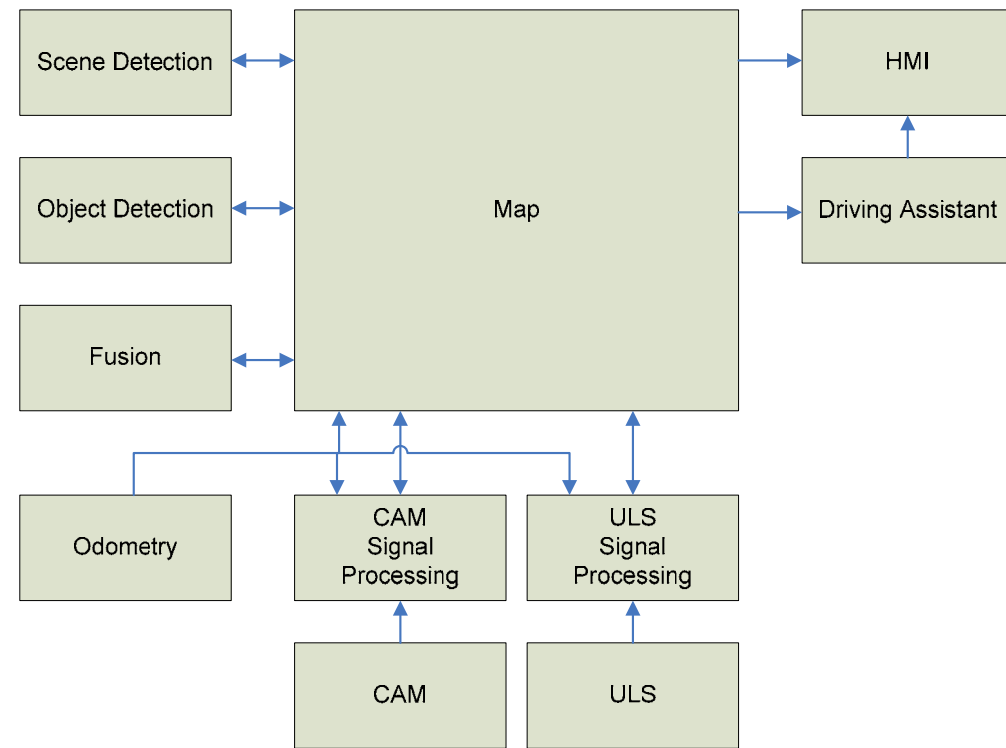 Scene Detection
Map
HMI
Object Detection
Driving Assistant
Fusion
Odometry
CAM
Signal
Processing
ULS
Signal
Processing
CAM
ULS